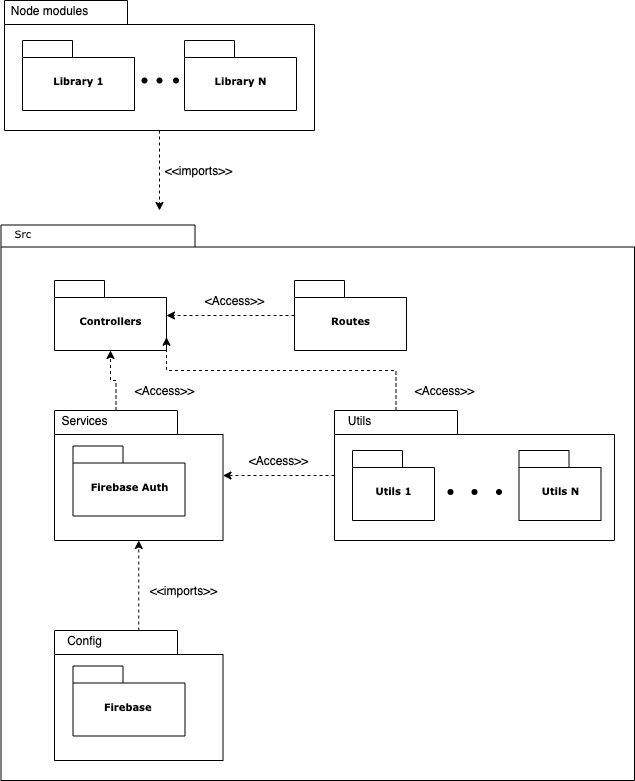 Node modules
Library 1
Library N
<<imports>>
Src
Controllers
<Access>>
Routes
<Access>>
<Access>>
Services
Utils
Firebase Auth
<Access>>
Utils 1
Utils N
<<imports>>
Config
Firebase